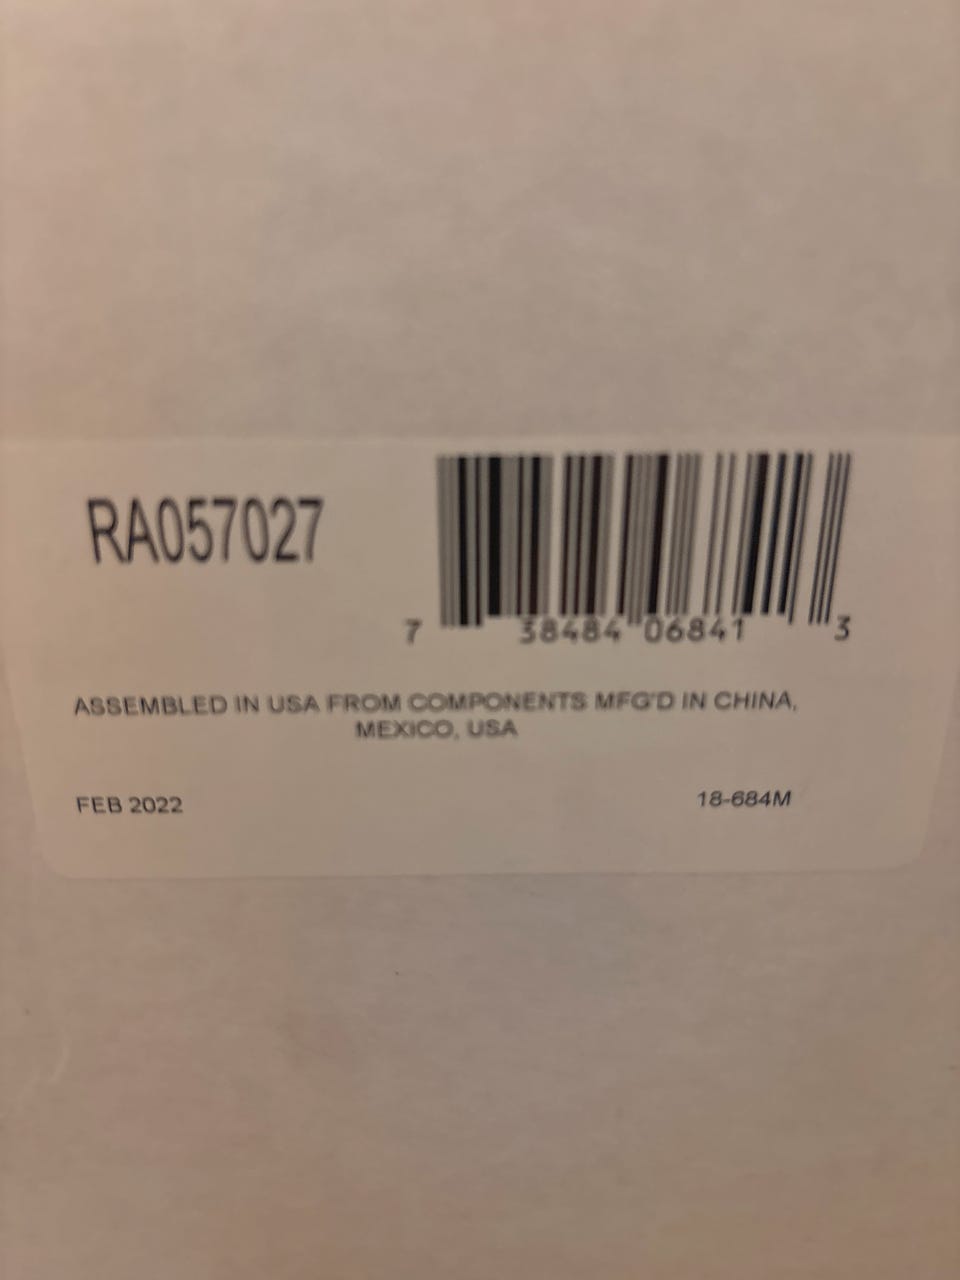 RA057027
7 38484 06841 3
ASSEMBLED IN USA FROM COMPONENTS MFG'D IN CHINA,
MEXICO, USA
FEB 2022 18-684M